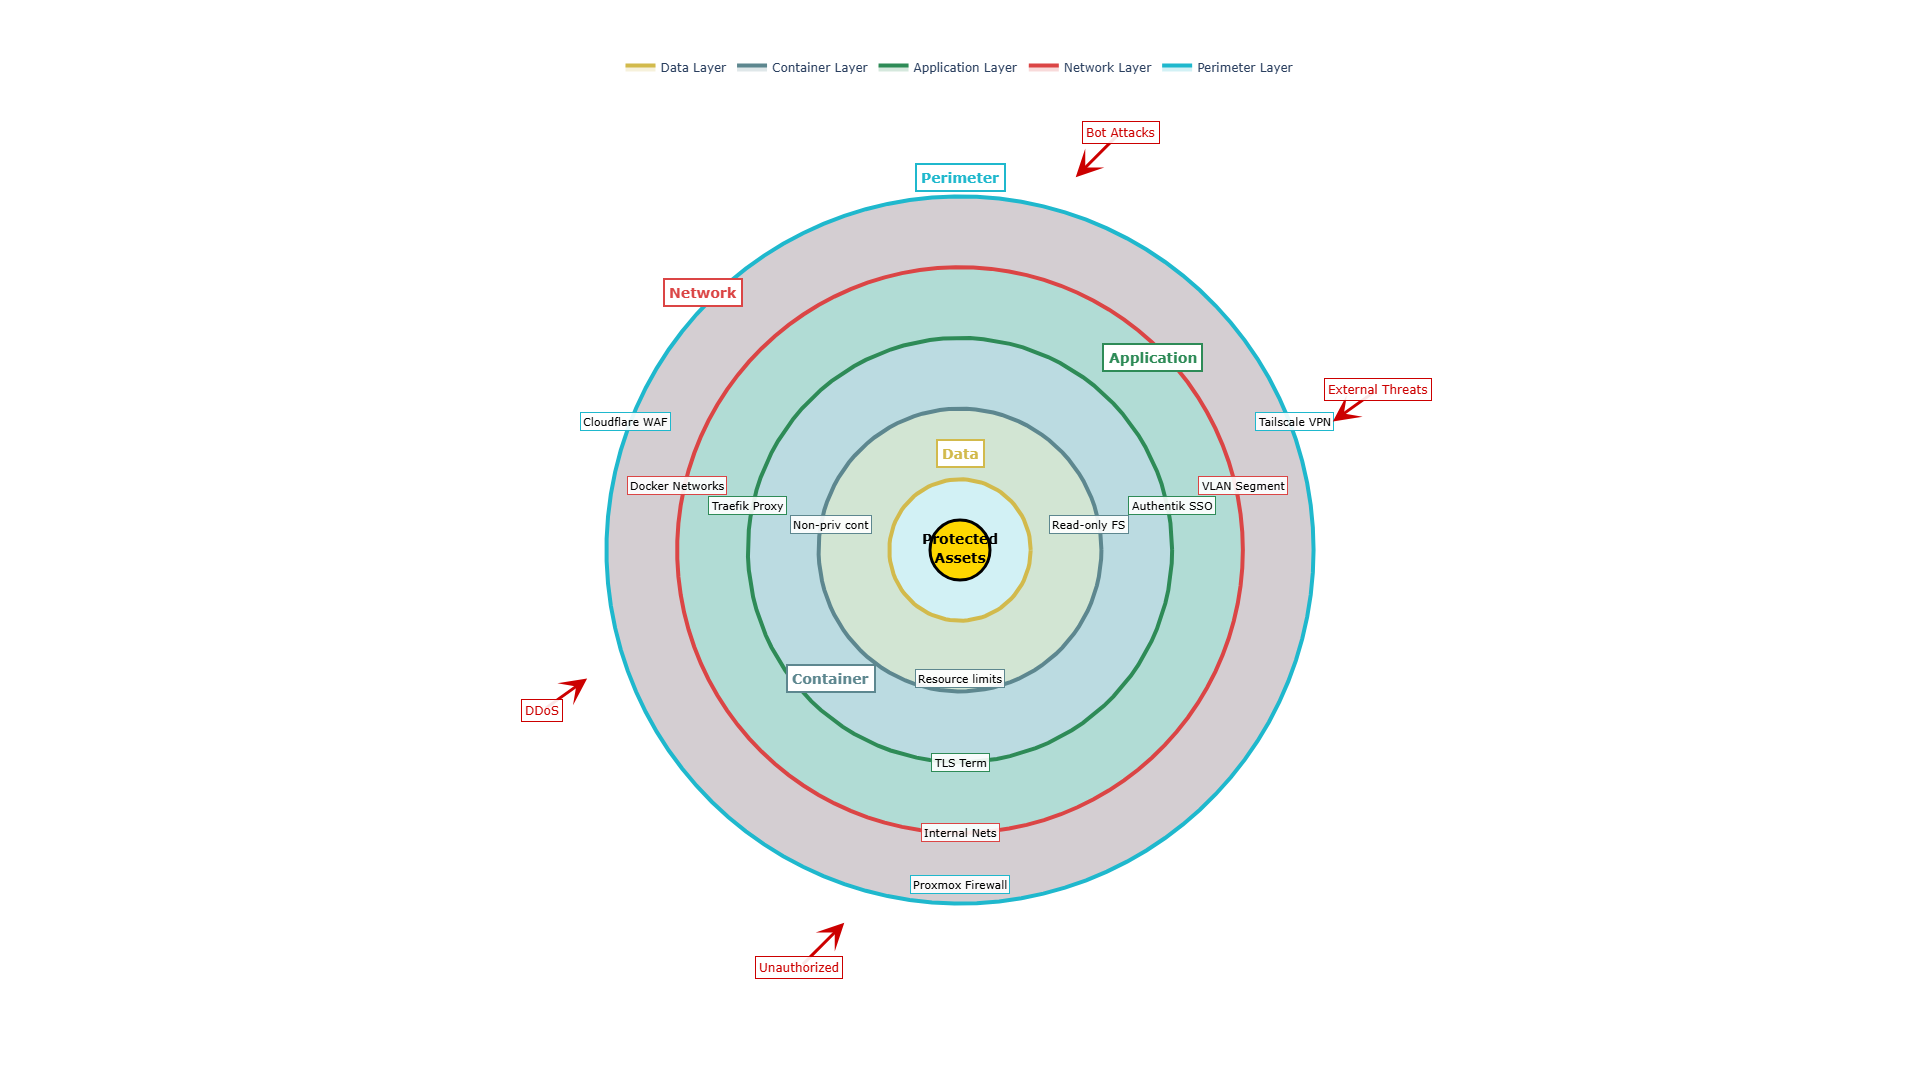 Data Layer
Container Layer
Application Layer
Network Layer
Perimeter Layer
Bot Attacks
Perimeter
Network
Application
External Threats
Cloudflare WAF
Tailscale VPN
Data
Docker Networks
VLAN Segment
Traefik Proxy
Authentik SSO
Non-priv cont
Read-only FS
Protected
Assets
Container
Resource limits
DDoS
TLS Term
Internal Nets
Proxmox Firewall
Unauthorized